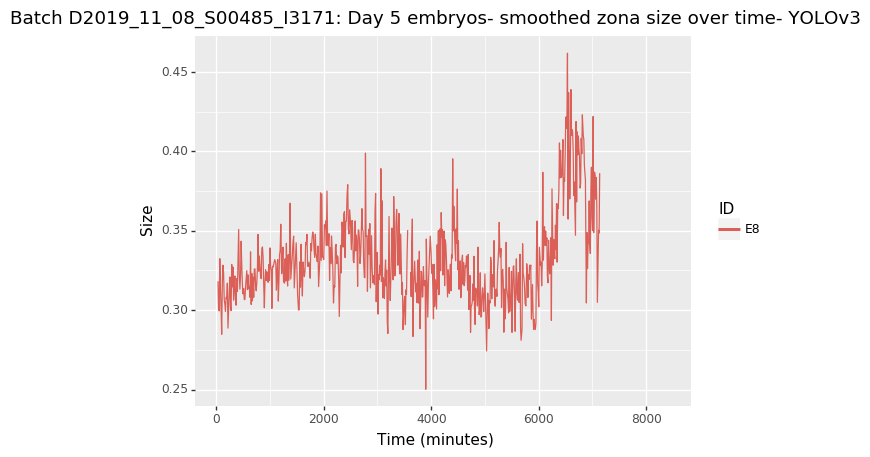 Batch D2019_11_08_S00485_I3171: Day 5 embryos- smoothed zona size over time- YOLOv3
0.45
0.40
0.35
0.30
0.25
Size
0
2000
4000
6000
8000
Time (minutes)
ID
E8